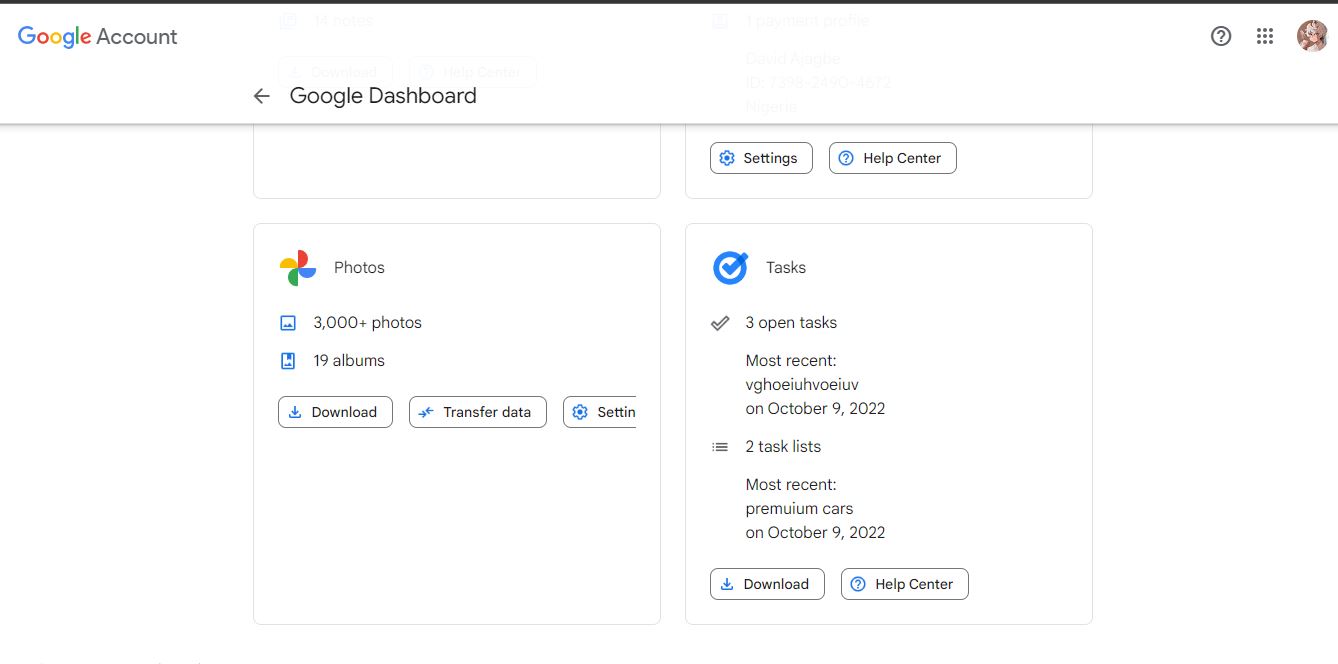 14 notes
1 payment profile
Google Account
David Ajagbe
Download
Help Center
ID: 7398-2490-4572
Google Dashboard
Nigeria
Settings
Help Center
Photos
3,000+ photos
19 albums
Download
Transfer data
Settin
Tasks
3 open tasks
Most recent:
vghoeiuhvoeiuv
on October 9, 2022
2 task lists
Most recent:
premuium cars
on October 9, 2022
Download
Help Center